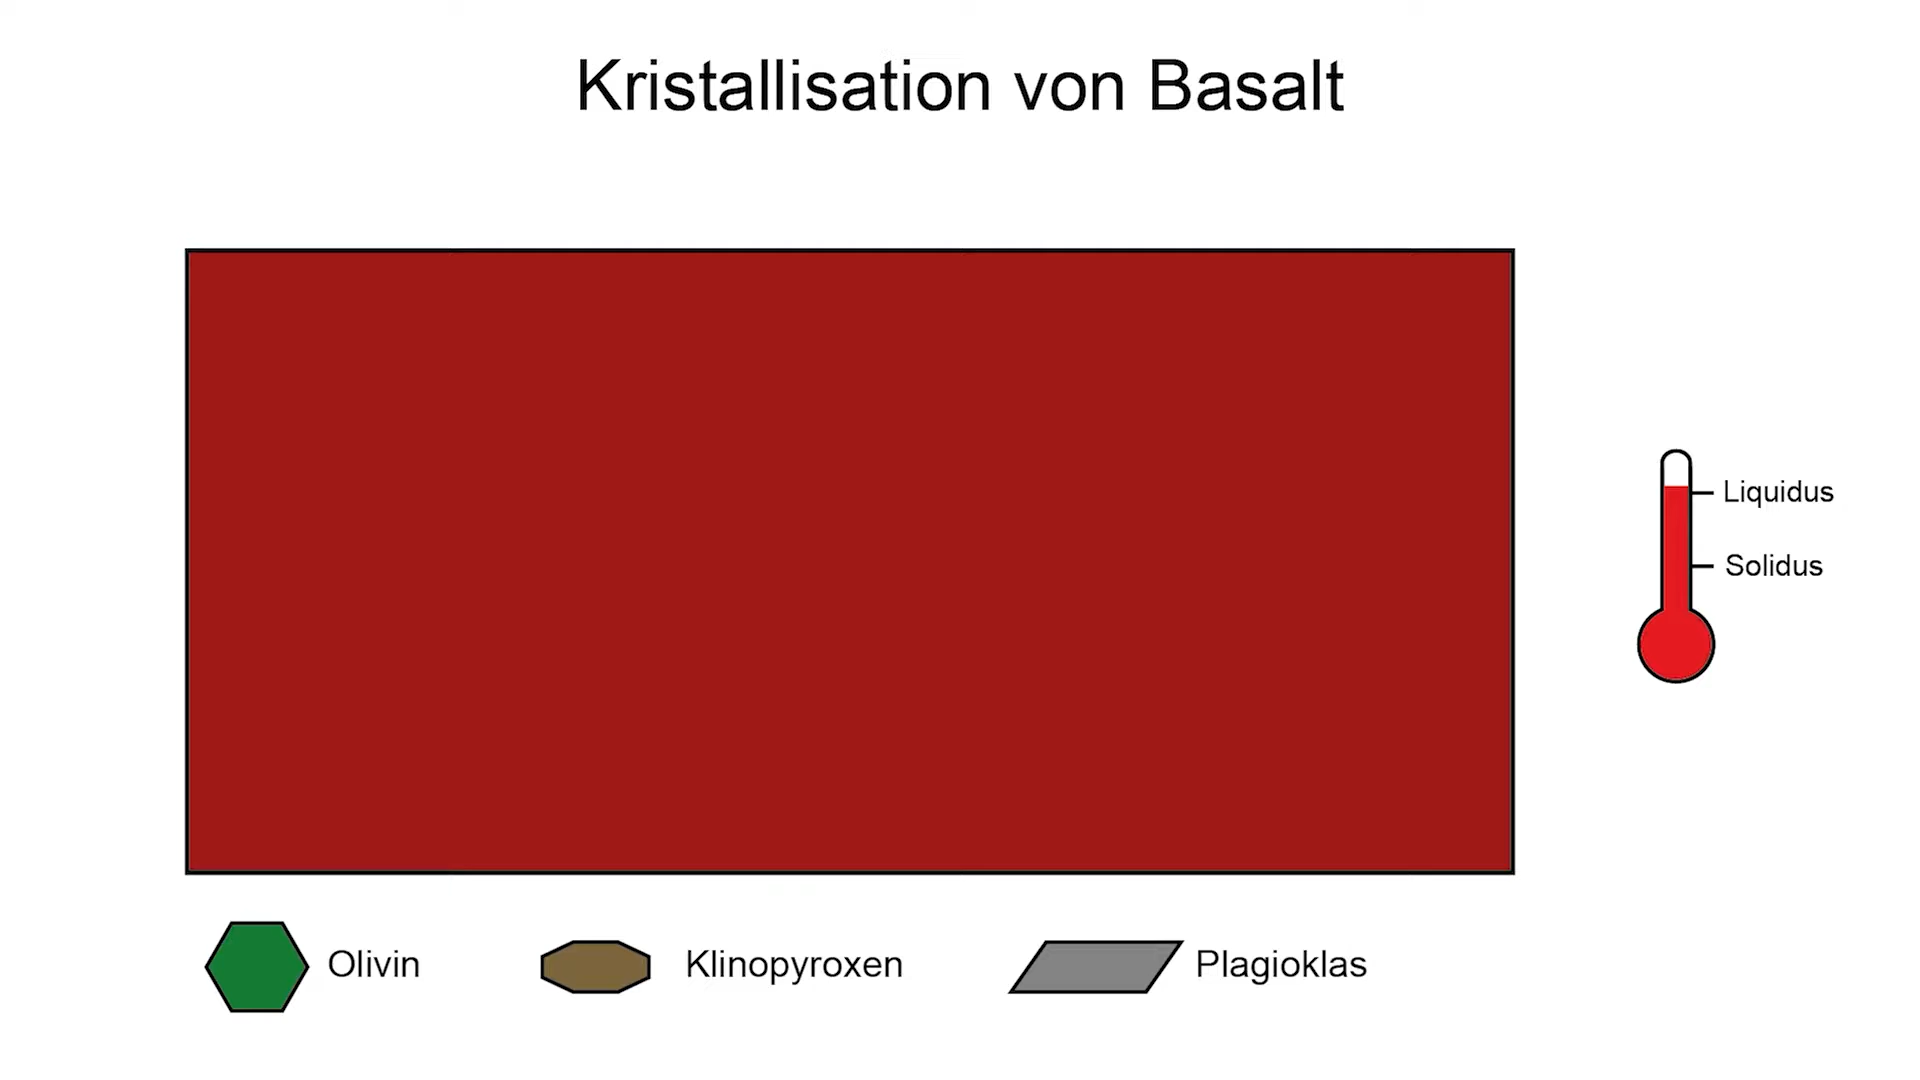 Kristallisation von Basalt
Liquidus
Solidus
Olivin
Klinopyroxen
Plagioklas